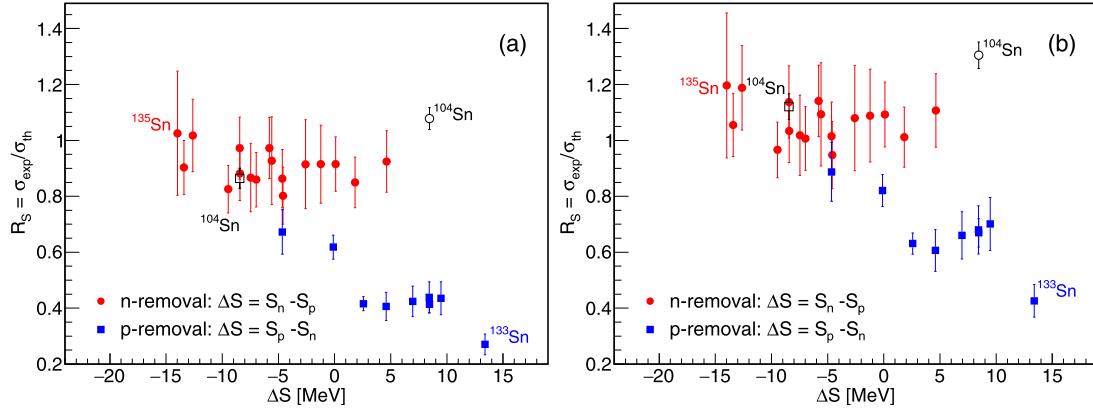 (a)
1.4
1.2
1
0.8
0.6
0.4
0.2
R_S = σ_exp/σ_th
¹³⁵Sn
¹⁰⁴Sn
¹⁰⁴Sn
n-removal: ΔS = S_n -S_p
p-removal: ΔS = S_p -S_n
¹³³Sn
−20 −15 −10 −5 0 5 10 15
ΔS [MeV]
(b)
1.4
1.2
1
0.8
0.6
0.4
0.2
R_S = σ_exp/σ_th
¹³⁵Sn
¹⁰⁴Sn
¹⁰⁴Sn
n-removal: ΔS = S_n -S_p
p-removal: ΔS = S_p -S_n
¹³³Sn
−20 −15 −10 −5 0 5 10 15
ΔS [MeV]